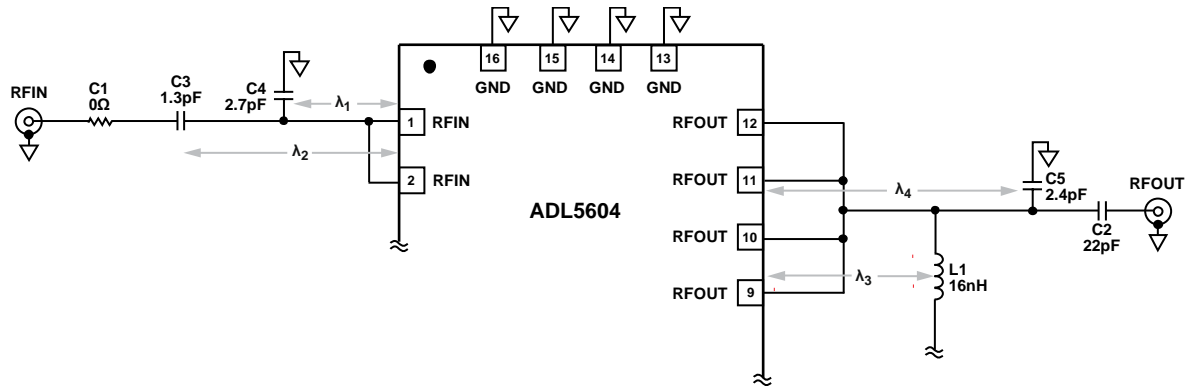 16
15
14
13
GND
GND
GND
GND
RFIN
C1
0Ω
C3
1.3pF
C4
2.7pF
λ1
λ2
1
RFIN
2
RFIN
ADL5604
RFOUT
12
RFOUT
11
RFOUT
10
RFOUT
9
λ4
λ3
L1
16nH
C5
2.4pF
C2
22pF
RFOUT